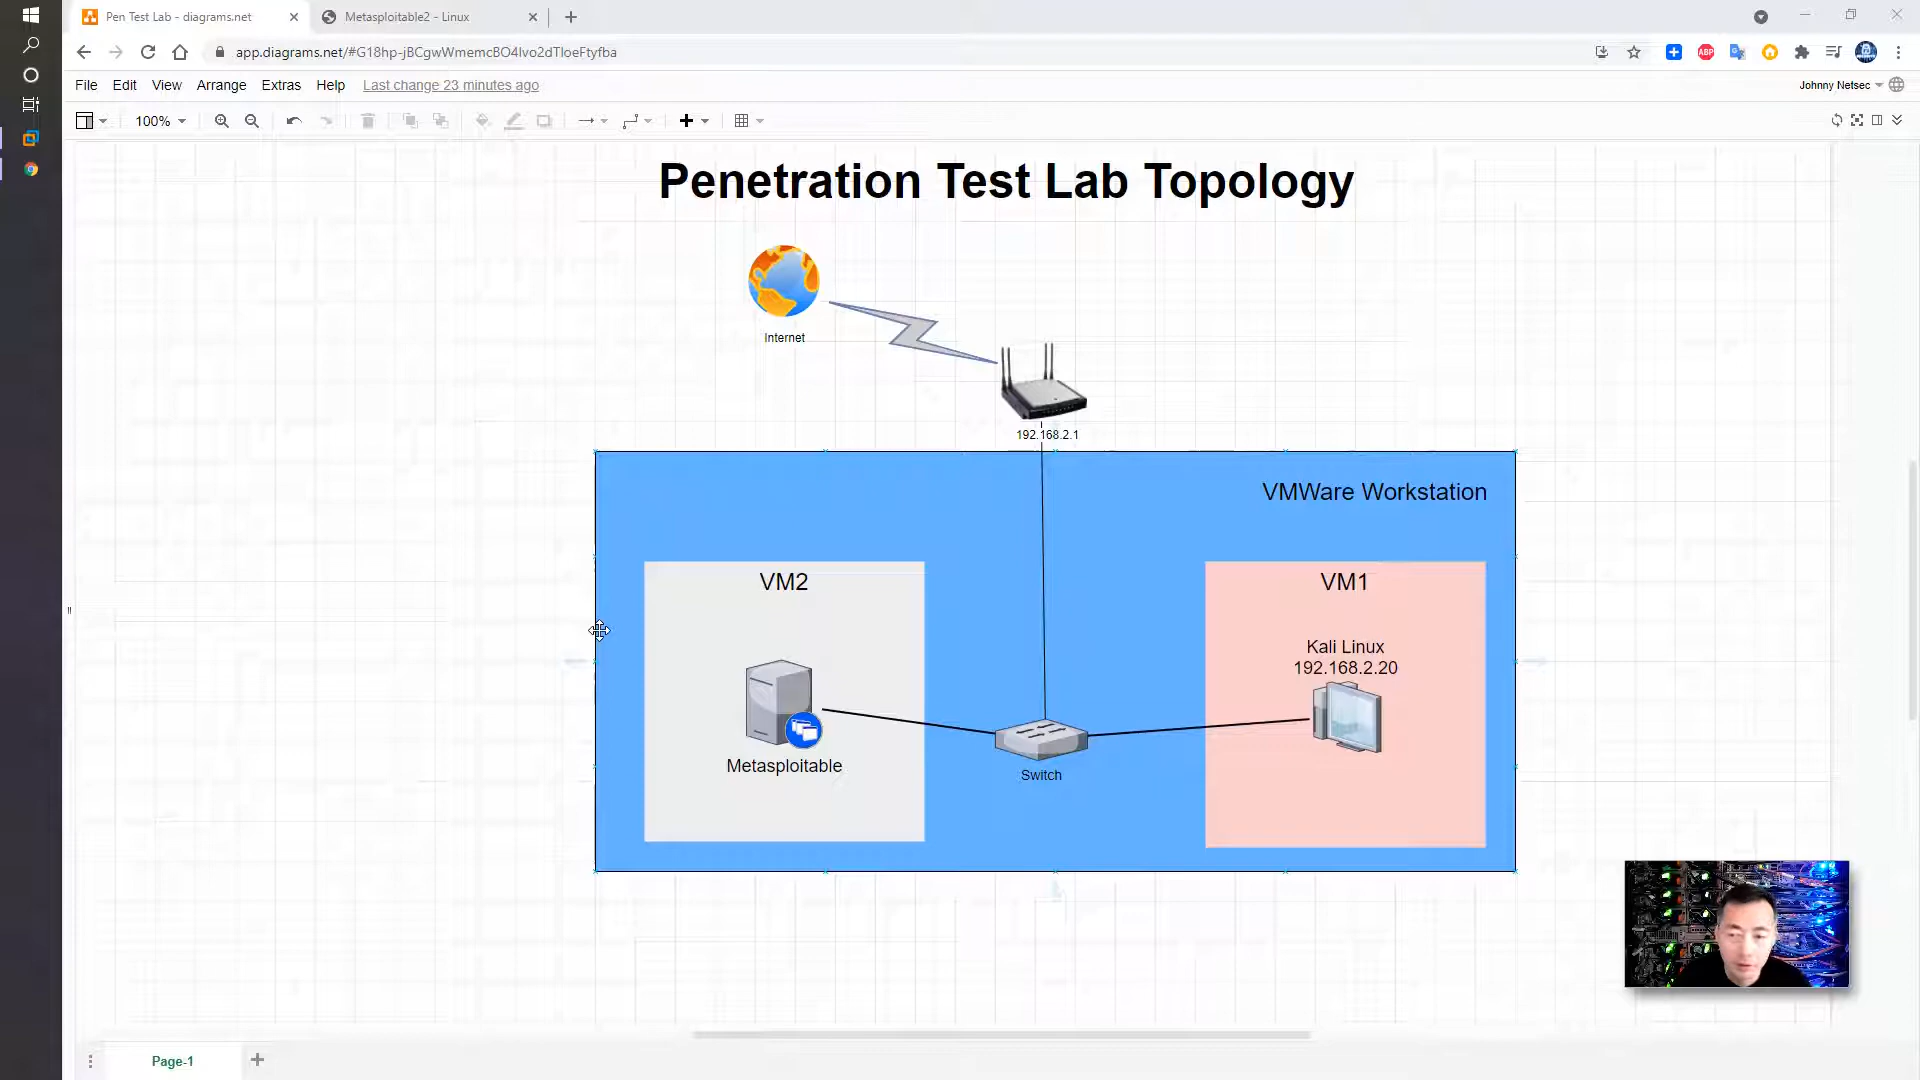 Pen Test Lab - diagrams.net
Metasploitable2 - Linux
app.diagrams.net/#G18hp-jBCgwWmemcBO4Ivo2dTloeFtyfba
ABP
File Edit View Arrange Extras Help Last change 23 minutes ago
Johnny Netsec
100%
Penetration Test Lab Topology
Internet
192.168.2.1
VMWare Workstation
VM2
VM1
Kali Linux
192.168.2.20
Metasploitable
Switch
Page-1